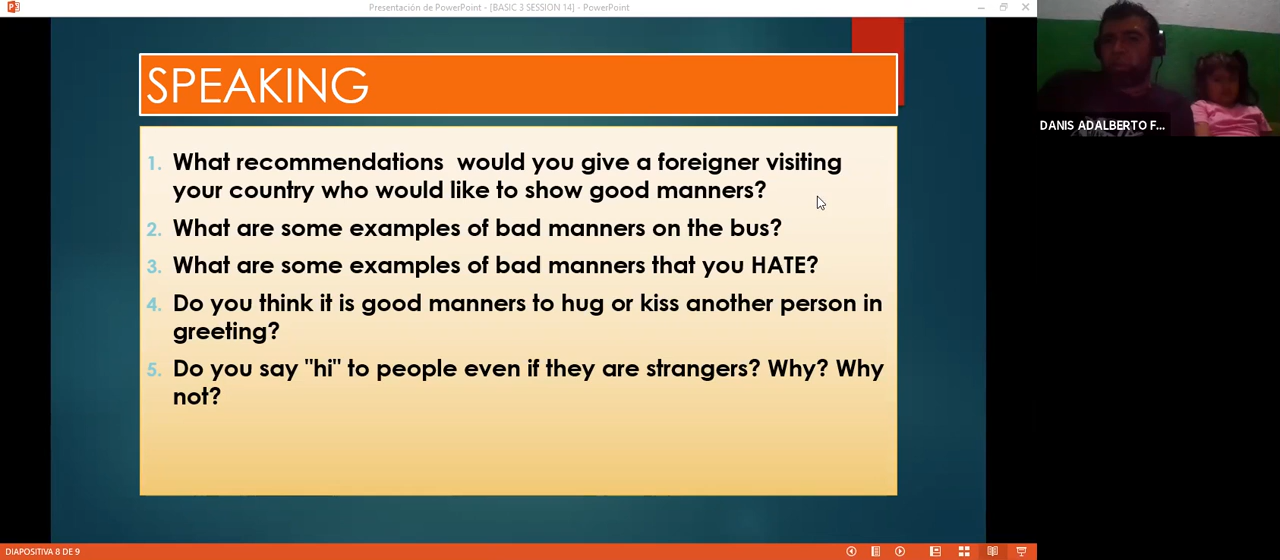 Presentación de PowerPoint - [BASIC 3 SESSION 14] - PowerPoint
SPEAKING
1. What recommendations would you give a foreigner visiting
your country who would like to show good manners?
2. What are some examples of bad manners on the bus?
3. What are some examples of bad manners that you HATE?
4. Do you think it is good manners to hug or kiss another person in
greeting?
5. Do you say "hi" to people even if they are strangers? Why? Why
not?
DANIS ADALBERTO F...
DIAPOSITIVA 8 DE 9